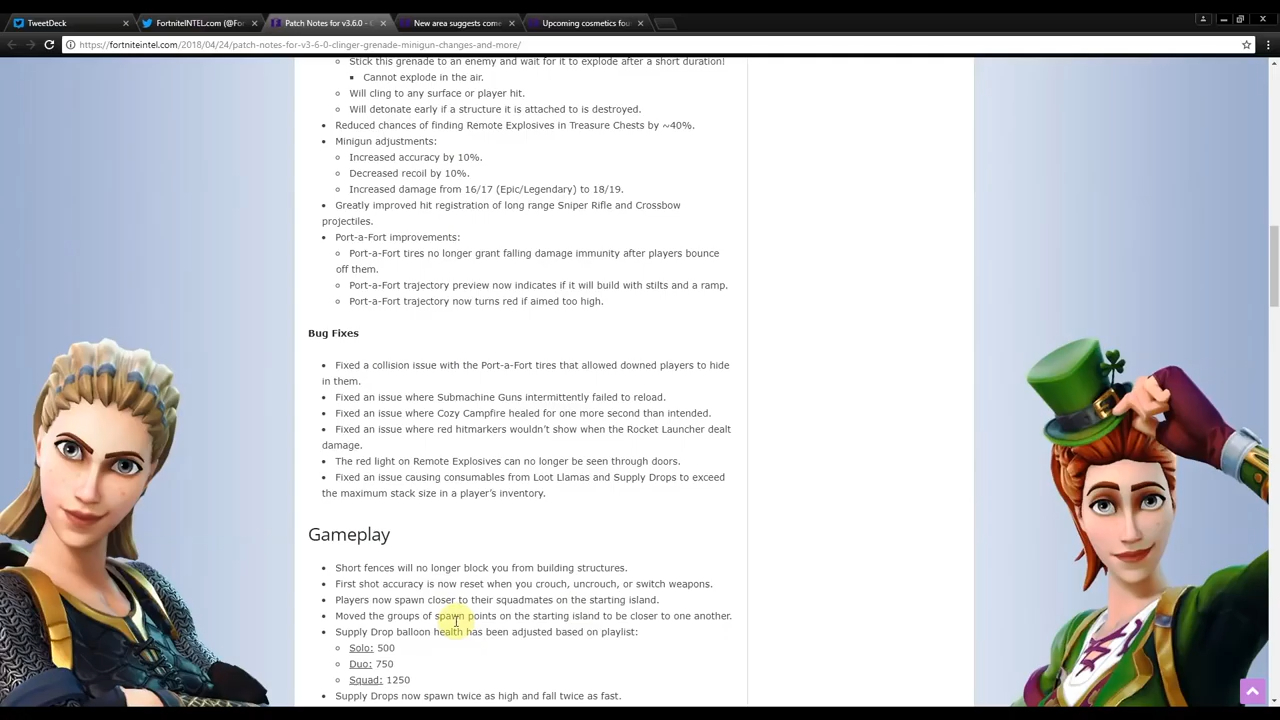 TweetDeck
FortniteINTEL.com (@For
Patch Notes for v3.6.0 - C
New area suggests come
Upcoming cosmetics fou
https://fortniteintel.com/2018/04/24/patch-notes-for-v3-6-0-clinger-grenade-minigun-changes-and-more/
Stick this grenade to an enemy and wait for it to explode after a short duration!
Cannot explode in the air.
Will cling to any surface or player hit.
Will detonate early if a structure it is attached to is destroyed.
Reduced chances of finding Remote Explosives in Treasure Chests by ~40%.
Minigun adjustments:
Increased accuracy by 10%.
Decreased recoil by 10%.
Increased damage from 16/17 (Epic/Legendary) to 18/19.
Greatly improved hit registration of long range Sniper Rifle and Crossbow
projectiles.
Port-a-Fort improvements:
Port-a-Fort tires no longer grant falling damage immunity after players bounce
off them.
Port-a-Fort trajectory preview now indicates if it will build with stilts and a ramp.
Port-a-Fort trajectory now turns red if aimed too high.
Bug Fixes
Fixed a collision issue with the Port-a-Fort tires that allowed downed players to hide
in them.
Fixed an issue where Submachine Guns intermittently failed to reload.
Fixed an issue where Cozy Campfire healed for one more second than intended.
Fixed an issue where red hitmarkers wouldn't show when the Rocket Launcher dealt
damage.
The red light on Remote Explosives can no longer be seen through doors.
Fixed an issue causing consumables from Loot Llamas and Supply Drops to exceed
the maximum stack size in a player's inventory.
Gameplay
Short fences will no longer block you from building structures.
First shot accuracy is now reset when you crouch, uncrouch, or switch weapons.
Players now spawn closer to their squadmates on the starting island.
Moved the groups of spawn points on the starting island to be closer to one another.
Supply Drop balloon health has been adjusted based on playlist:
Solo: 500
Duo: 750
Squad: 1250
Supply Drops now spawn twice as high and fall twice as fast.